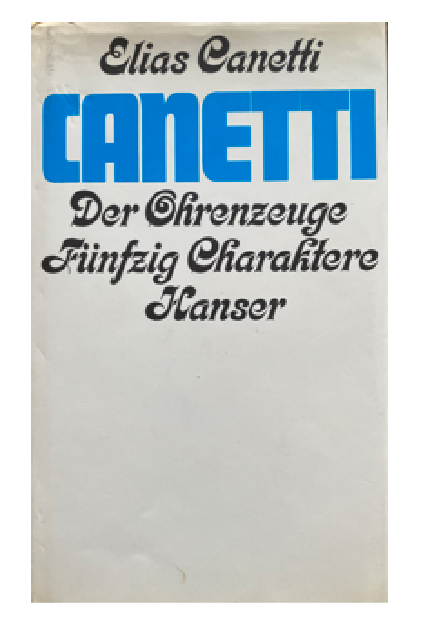 Elias Canetti
CANETTI
Der Ohrenzeuge
Fünfzig Charaktere
Hanser